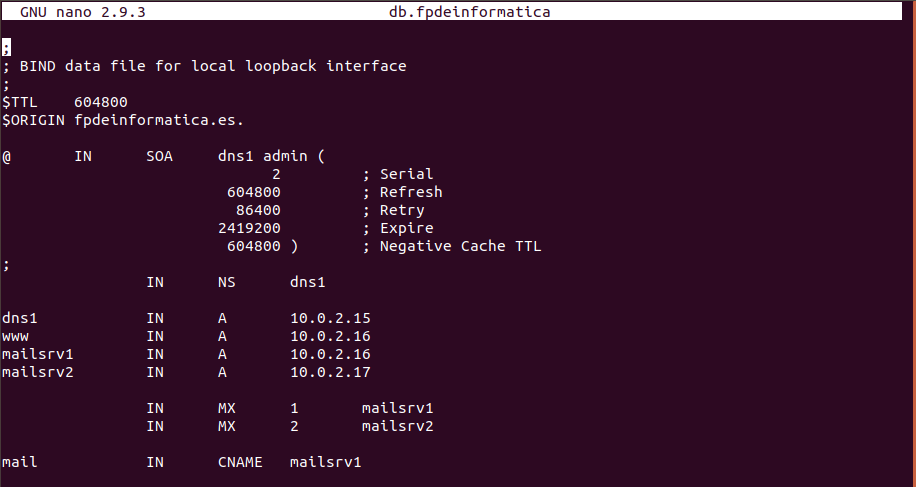 GNU nano 2.9.3 db.fpdeinformatica
;
; BIND data file for local loopback interface
;
$TTL 604800
$ORIGIN fpdeinformatica.es.
@ IN SOA dns1 admin (
2 ; Serial
604800 ; Refresh
86400 ; Retry
2419200 ; Expire
604800 ) ; Negative Cache TTL
;
IN NS dns1
dns1 IN A 10.0.2.15
www IN A 10.0.2.16
mailsrv1 IN A 10.0.2.16
mailsrv2 IN A 10.0.2.17
IN MX 1 mailsrv1
IN MX 2 mailsrv2
mail IN CNAME mailsrv1